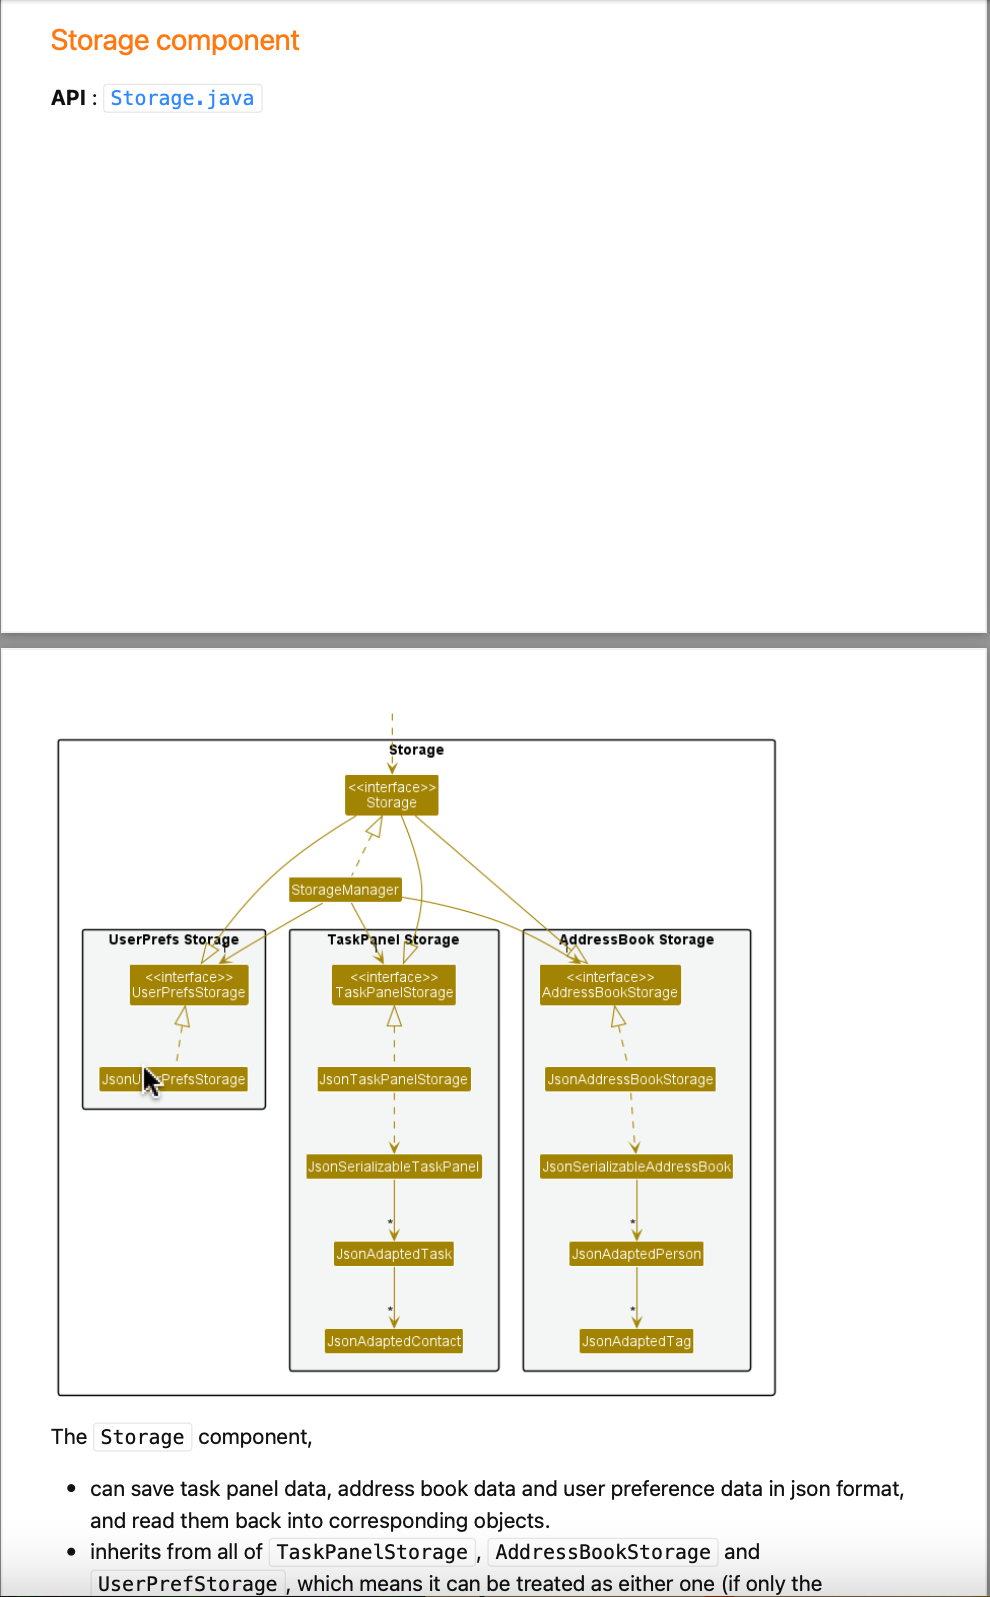 Storage component
API : Storage.java
Storage
<<interface>>
Storage
StorageManager
UserPrefs Storage
TaskPanel Storage
AddressBook Storage
<<interface>>
UserPrefsStorage
<<interface>>
TaskPanelStorage
<<interface>>
AddressBookStorage
JsonUserPrefsStorage
JsonTaskPanelStorage
JsonAddressBookStorage
JsonSerializableTaskPanel
JsonSerializableAddressBook
*
*
JsonAdaptedTask
JsonAdaptedPerson
*
*
JsonAdaptedContact
JsonAdaptedTag
The Storage component,
• can save task panel data, address book data and user preference data in json format,
and read them back into corresponding objects.
• inherits from all of TaskPanelStorage , AddressBookStorage and
UserPrefStorage , which means it can be treated as either one (if only the